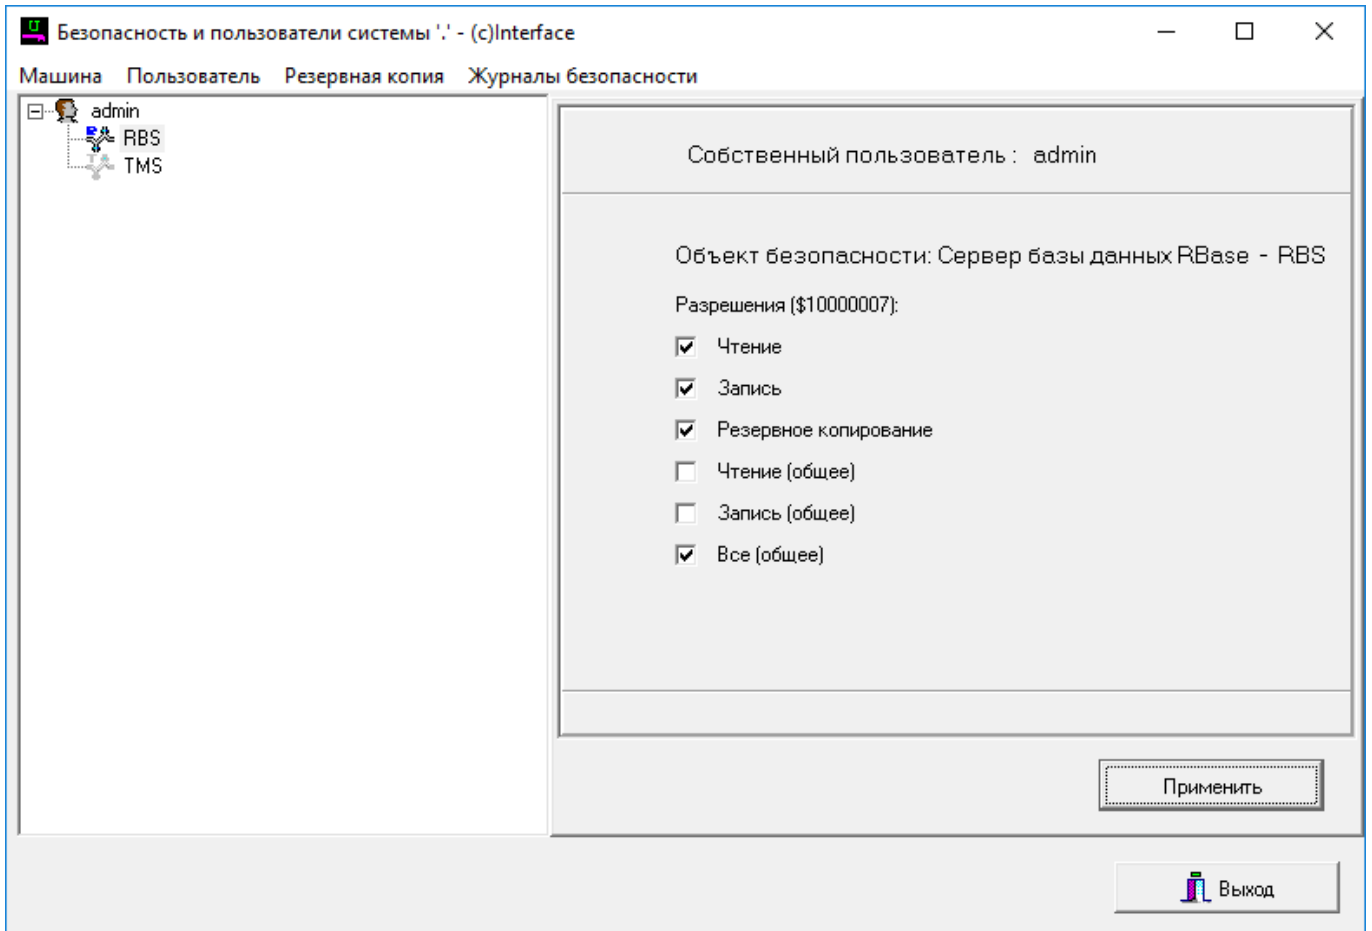 Безопасность и пользователи системы '.' - (c)Interface
Машина Пользователь Резервная копия Журналы безопасности
admin
RBS
TMS
Собственный пользователь : admin
Объект безопасности: Сервер базы данных RBase - RBS
Разрешения ($10000007):
Чтение
Запись
Резервное копирование
Чтение (общее)
Запись (общее)
Все (общее)
Применить
Выход